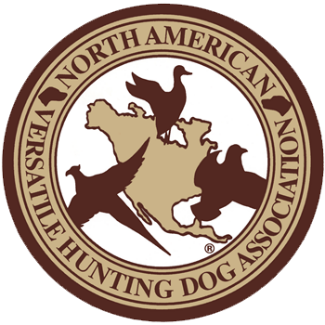 NORTH AMERICAN
VERSATILE HUNTING DOG ASSOCIATION
®